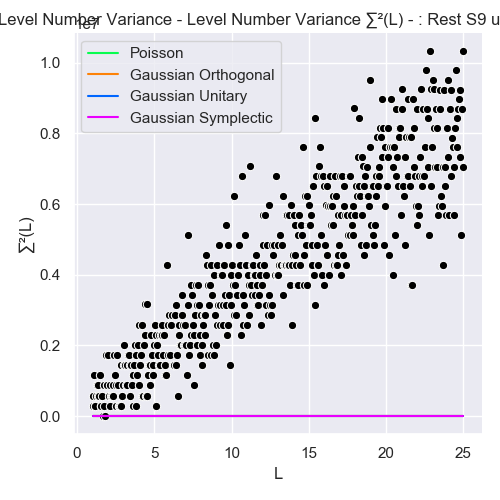 Level Number Variance - Level Number Variance ∑²(L) - : Rest S9 u
1e7
Poisson
Gaussian Orthogonal
Gaussian Unitary
Gaussian Symplectic
1.0
0.8
0.6
0.4
0.2
0.0
∑²(L)
0 5 10 15 20 25
L